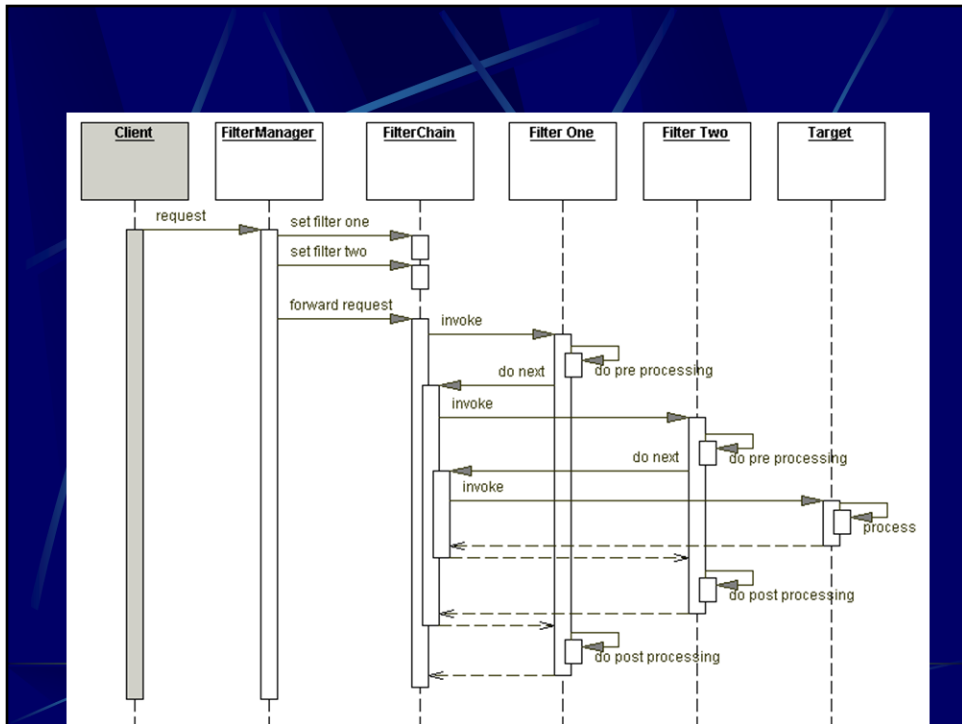 Client
FilterManager
FilterChain
Filter One
Filter Two
Target
request
set filter one
set filter two
forward request
invoke
do pre processing
do next
invoke
do pre processing
do next
invoke
process
do post processing
do post processing